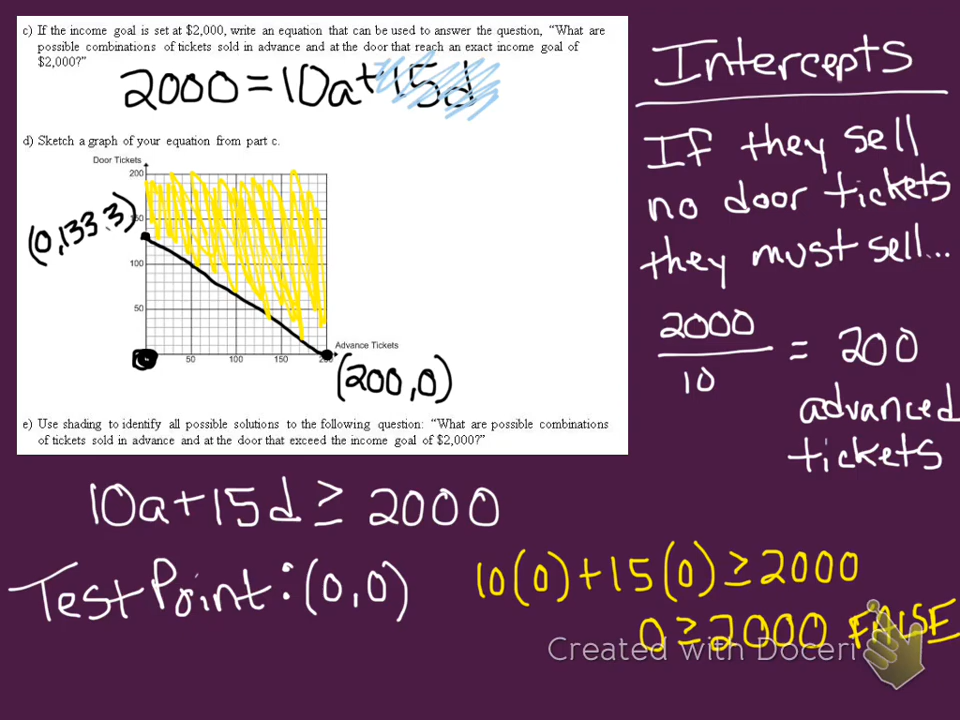 c) If the income goal is set at $2,000, write an equation that can be used to answer the question, "What are
possible combinations of tickets sold in advance and at the door that reach an exact income goal of
$2,000?"
2000 = 10a + 15d
d) Sketch a graph of your equation from part c.
Door Tickets
200
150
(0,133.3)
100
50
Advance Tickets
50
100
150
200
(200,0)
e) Use shading to identify all possible solutions to the following question: "What are possible combinations
of tickets sold in advance and at the door that exceed the income goal of $2,000?"
Intercepts
If they sell
no door tickets
they must sell...
2000
10
= 200
advanced
tickets
10a + 15d ≥ 2000
Test Point: (0,0)
10(0) + 15(0) ≥ 2000
0 ≥ 2000 FALSE
Created with Doceri